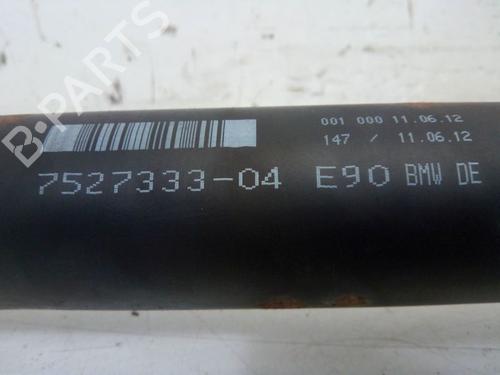 001 000 11.06.12
147 / 11.06.12
7527333-04 E90 BMW DE
B-PARTS